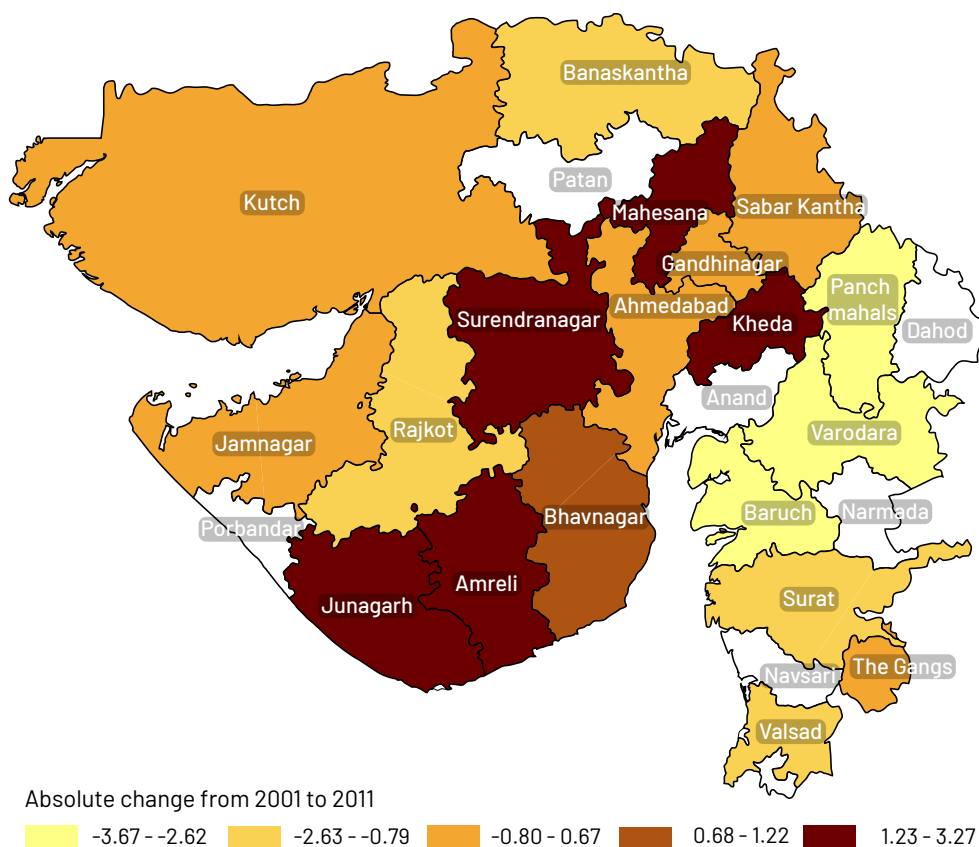 Banaskantha
Patan
Kutch
Mahesana
Sabar Kantha
Gandhinagar
Ahmedabad
Panch
mahals
Surendranagar
Kheda
Dahod
Anand
Rajkot
Jamnagar
Varodara
Porbandar
Bhavnagar
Baruch
Narmada
Amreli
Junagarh
Surat
Navsari
The Gangs
Valsad
Absolute change from 2001 to 2011
-3.67 - -2.62
-2.63 - -0.79
-0.80 - 0.67
0.68 - 1.22
1.23 - 3.27